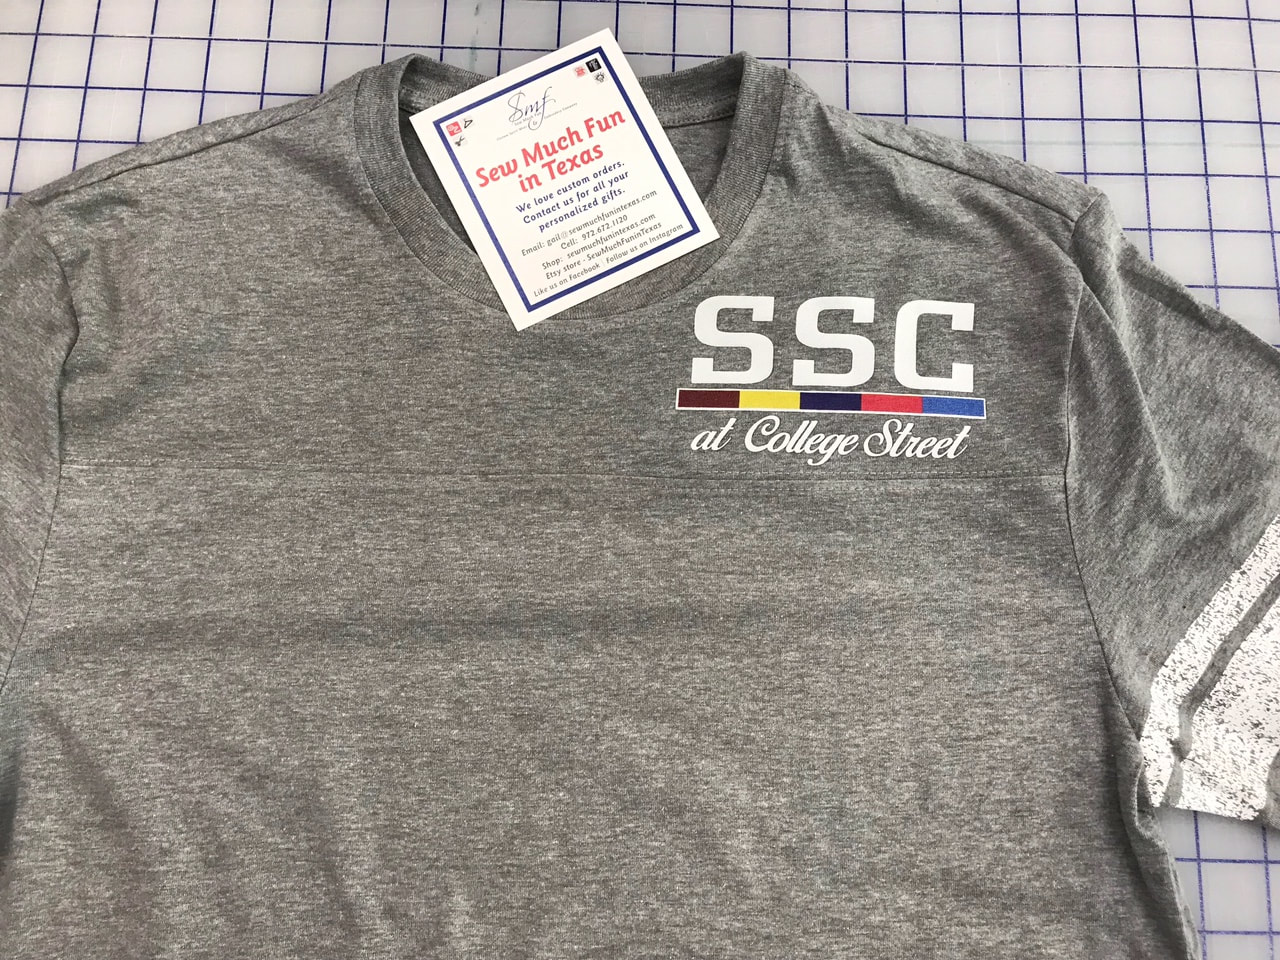 Smf
Sew Much Fun
in Texas
We love custom orders.
Contact us for all your
personalized gifts.
Email: gail@sewmuchfunintexas.com
Cell: 972.672.1120
Shop: sewmuchfunintexas.com
Etsy store - SewMuchFuninTexas
Like us on Facebook Follow us on Instagram
SSC
at College Street